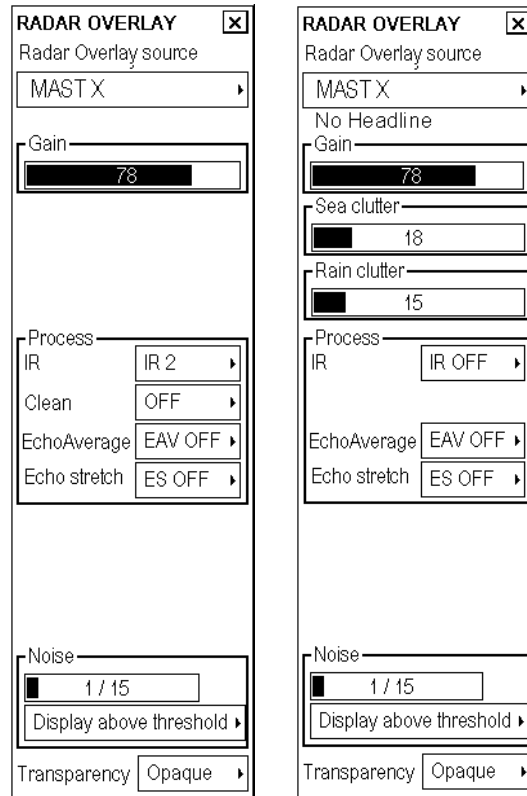 RADAR OVERLAY
Radar Overlay source
MAST X
Gain
78
Process
IR IR 2
Clean OFF
EchoAverage EAV OFF
Echo stretch ES OFF
Noise
1 / 15
Display above threshold
Transparency Opaque
RADAR OVERLAY
Radar Overlay source
MAST X
No Headline
Gain
78
Sea clutter
18
Rain clutter
15
Process
IR IR OFF
EchoAverage EAV OFF
Echo stretch ES OFF
Noise
1 / 15
Display above threshold
Transparency Opaque